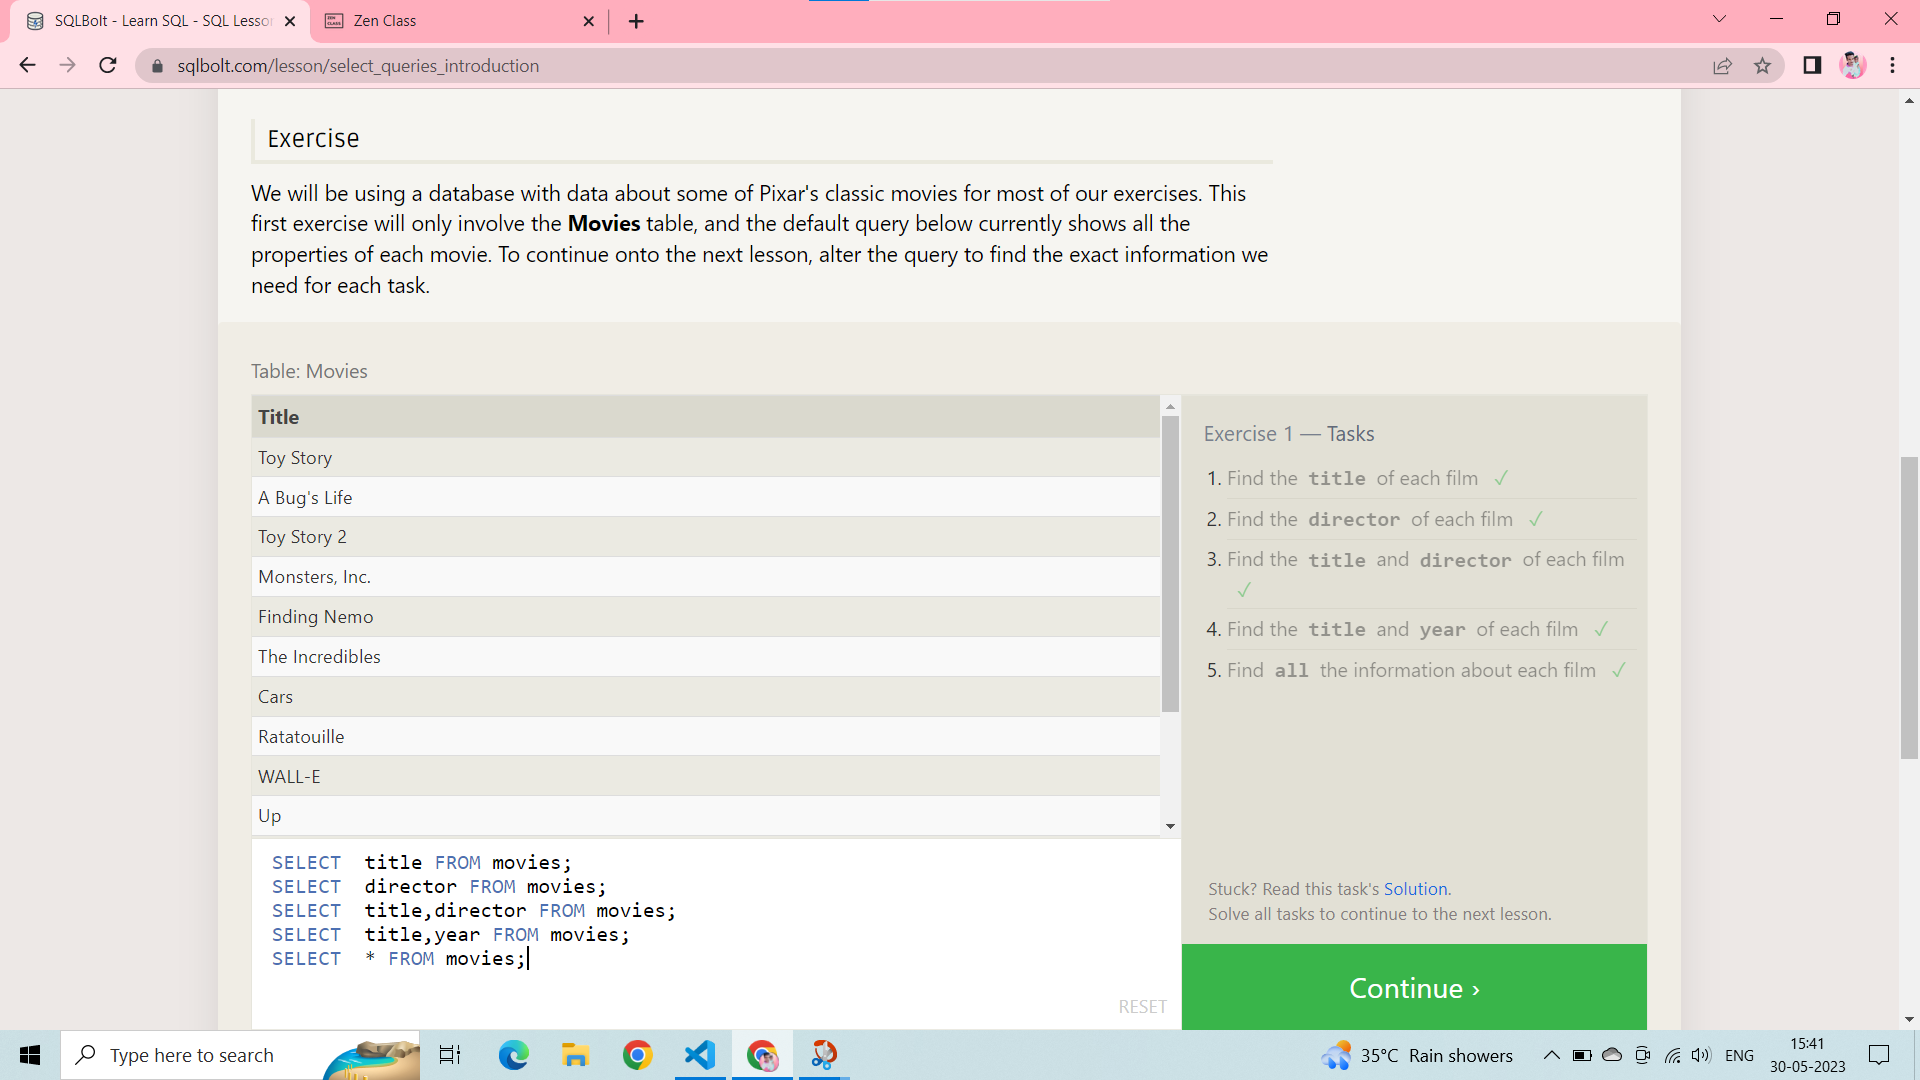 SQLBolt - Learn SQL - SQL Lesson
Zen Class
sqlbolt.com/lesson/select_queries_introduction
Exercise
We will be using a database with data about some of Pixar's classic movies for most of our exercises. This
first exercise will only involve the Movies table, and the default query below currently shows all the
properties of each movie. To continue onto the next lesson, alter the query to find the exact information we
need for each task.
Table: Movies
Title
Toy Story
A Bug's Life
Toy Story 2
Monsters, Inc.
Finding Nemo
The Incredibles
Cars
Ratatouille
WALL-E
Up
SELECT title FROM movies;
SELECT director FROM movies;
SELECT title,director FROM movies;
SELECT title,year FROM movies;
SELECT * FROM movies;
RESET
Exercise 1 — Tasks
1. Find the title of each film ✓
2. Find the director of each film ✓
3. Find the title and director of each film
✓
4. Find the title and year of each film ✓
5. Find all the information about each film ✓
Stuck? Read this task's Solution.
Solve all tasks to continue to the next lesson.
Continue ›
Type here to search
35°C Rain showers
ENG
15:41
30-05-2023